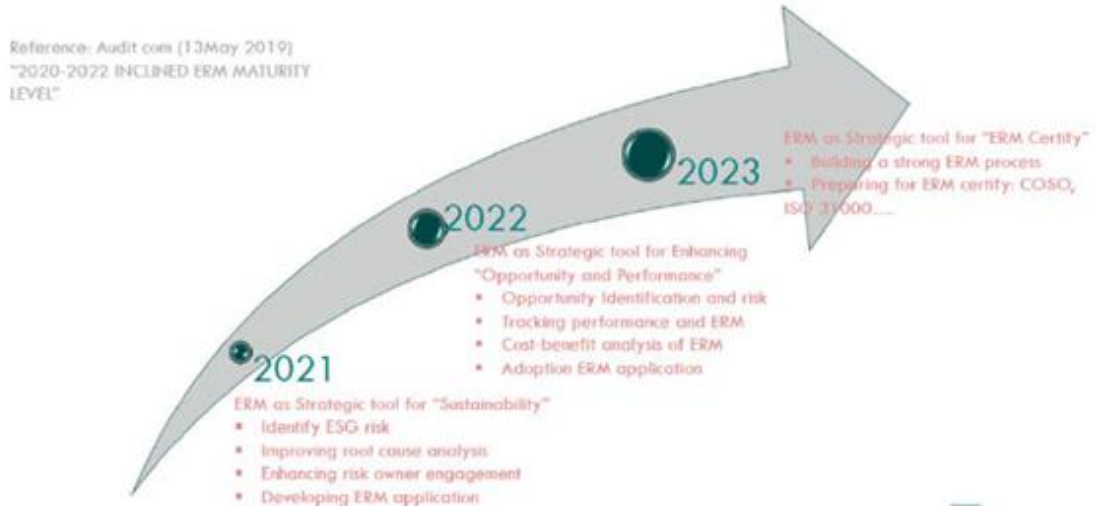 Reference: Audit com (13May 2019)
"2020-2022 INCLINED ERM MATURITY
LEVEL"
2023
ERM as Strategic tool for "ERM Certify"
• Building a strong ERM process
• Preparing for ERM certify: COSO,
ISO 31000....
2022
ERM as Strategic tool for Enhancing
"Opportunity and Performance"
• Opportunity Identification and risk
• Tracking performance and ERM
• Cost-benefit analysis of ERM
• Adoption ERM application
2021
ERM as Strategic tool for "Sustainability"
• Identify ESG risk
• Improving root cause analysis
• Enhancing risk owner engagement
• Developing ERM application